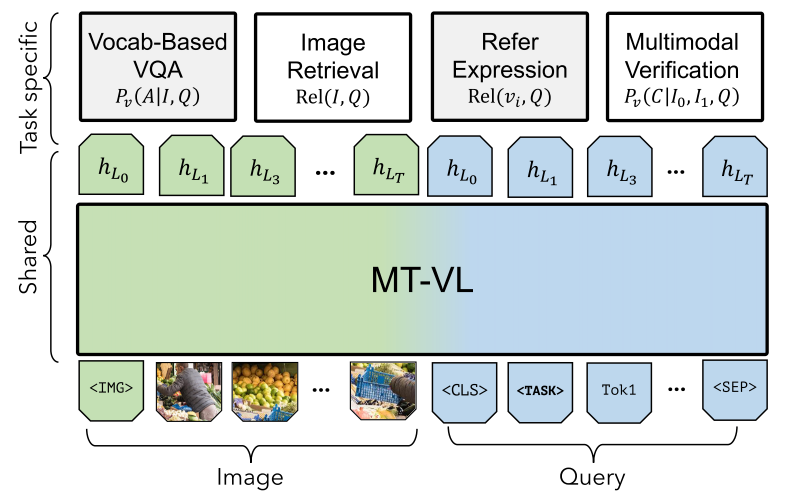 Task specific
Vocab-Based
VQA
P_v(A|I, Q)
Image
Retrieval
Rel(I, Q)
Refer
Expression
Rel(v_i, Q)
Multimodal
Verification
P_v(C|I_0, I_1, Q)
Shared
h_{L_0} h_{L_1} h_{L_3} ... h_{L_T} h_{L_0} h_{L_1} h_{L_3} ... h_{L_T}
MT-VL
<IMG> ... <CLS> <TASK> Tok1 ... <SEP>
Image Query